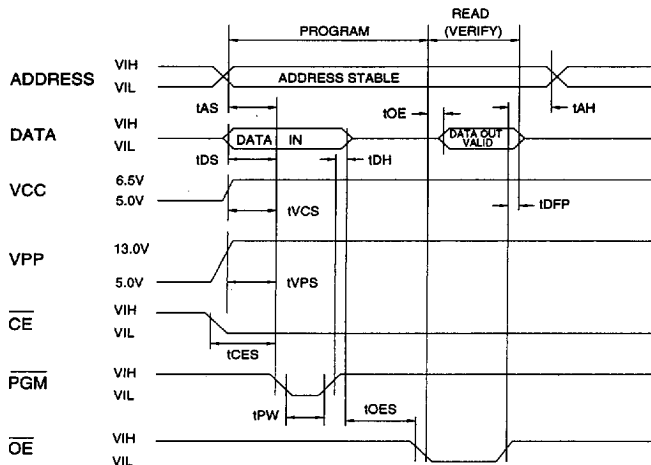 PROGRAM
READ
(VERIFY)
ADDRESS
VIH
VIL
ADDRESS STABLE
tAS
tOE
tAH
DATA
VIH
VIL
DATA IN
DATA OUT
VALID
tDS
tDH
tDFP
VCC
6.5V
5.0V
tVCS
VPP
13.0V
5.0V
tVPS
CE
VIH
VIL
tCES
PGM
VIH
VIL
tPW
tOES
OE
VIH
VIL